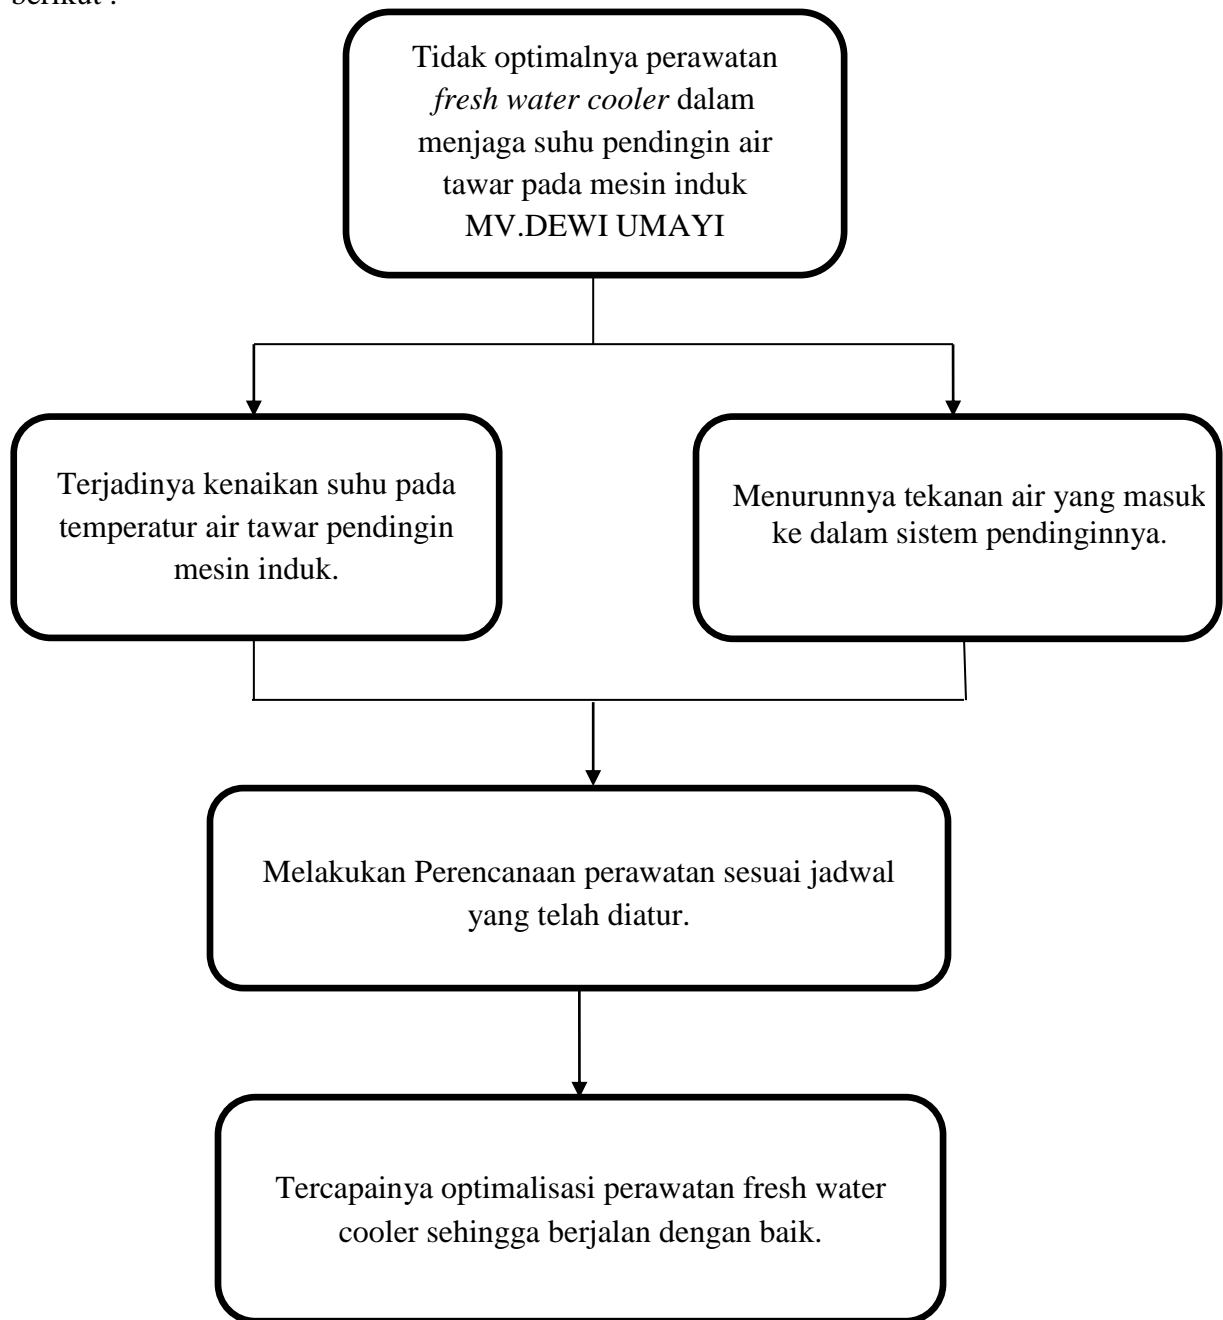 berikut :
Tidak optimalnya perawatan
fresh water cooler dalam
menjaga suhu pendingin air
tawar pada mesin induk
MV.DEWI UMAYI
Terjadinya kenaikan suhu pada
temperatur air tawar pendingin
mesin induk.
Menurunnya tekanan air yang masuk
ke dalam sistem pendinginnya.
Melakukan Perencanaan perawatan sesuai jadwal
yang telah diatur.
Tercapainya optimalisasi perawatan fresh water
cooler sehingga berjalan dengan baik.